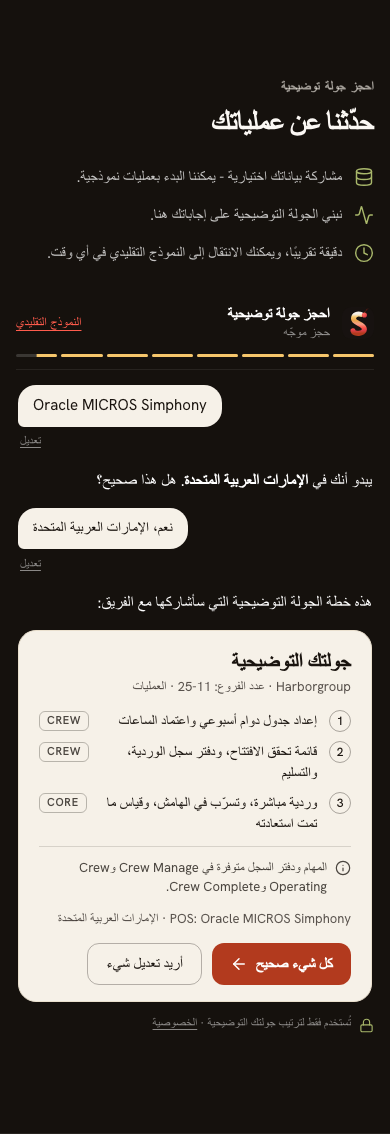 احجز جولة توضيحية
حدّثنا عن عملياتك
مشاركة بياناتك اختيارية - يمكننا البدء بعمليات نموذجية.
نبني الجولة التوضيحية على إجاباتك هنا.
دقيقة تقريبًا، ويمكنك الانتقال إلى النموذج التقليدي في أي وقت.
احجز جولة توضيحية
حجز موجّه
النموذج التقليدي
Oracle MICROS Simphony
تعديل
يبدو أنك في الإمارات العربية المتحدة. هل هذا صحيح؟
نعم، الإمارات العربية المتحدة
تعديل
هذه خطة الجولة التوضيحية التي سأشاركها مع الفريق:
جولتك التوضيحية
Harborgroup · عدد الفروع: 11-25 · العمليات
1 إعداد جدول دوام أسبوعي واعتماد الساعات CREW
2 قائمة تحقق الافتتاح، ودفتر سجل الوردية، CREW
والتسليم
3 وردية مباشرة، وتسرّب في الهامش، وقياس ما CORE
تمت استعادته
المهام ودفتر السجل متوفرة في Crew Manage وCrew
Operating وCrew Complete.
POS: Oracle MICROS Simphony · الإمارات العربية المتحدة
كل شيء صحيح ←
أريد تعديل شيء
تُستخدم فقط لترتيب جولتك التوضيحية · الخصوصية